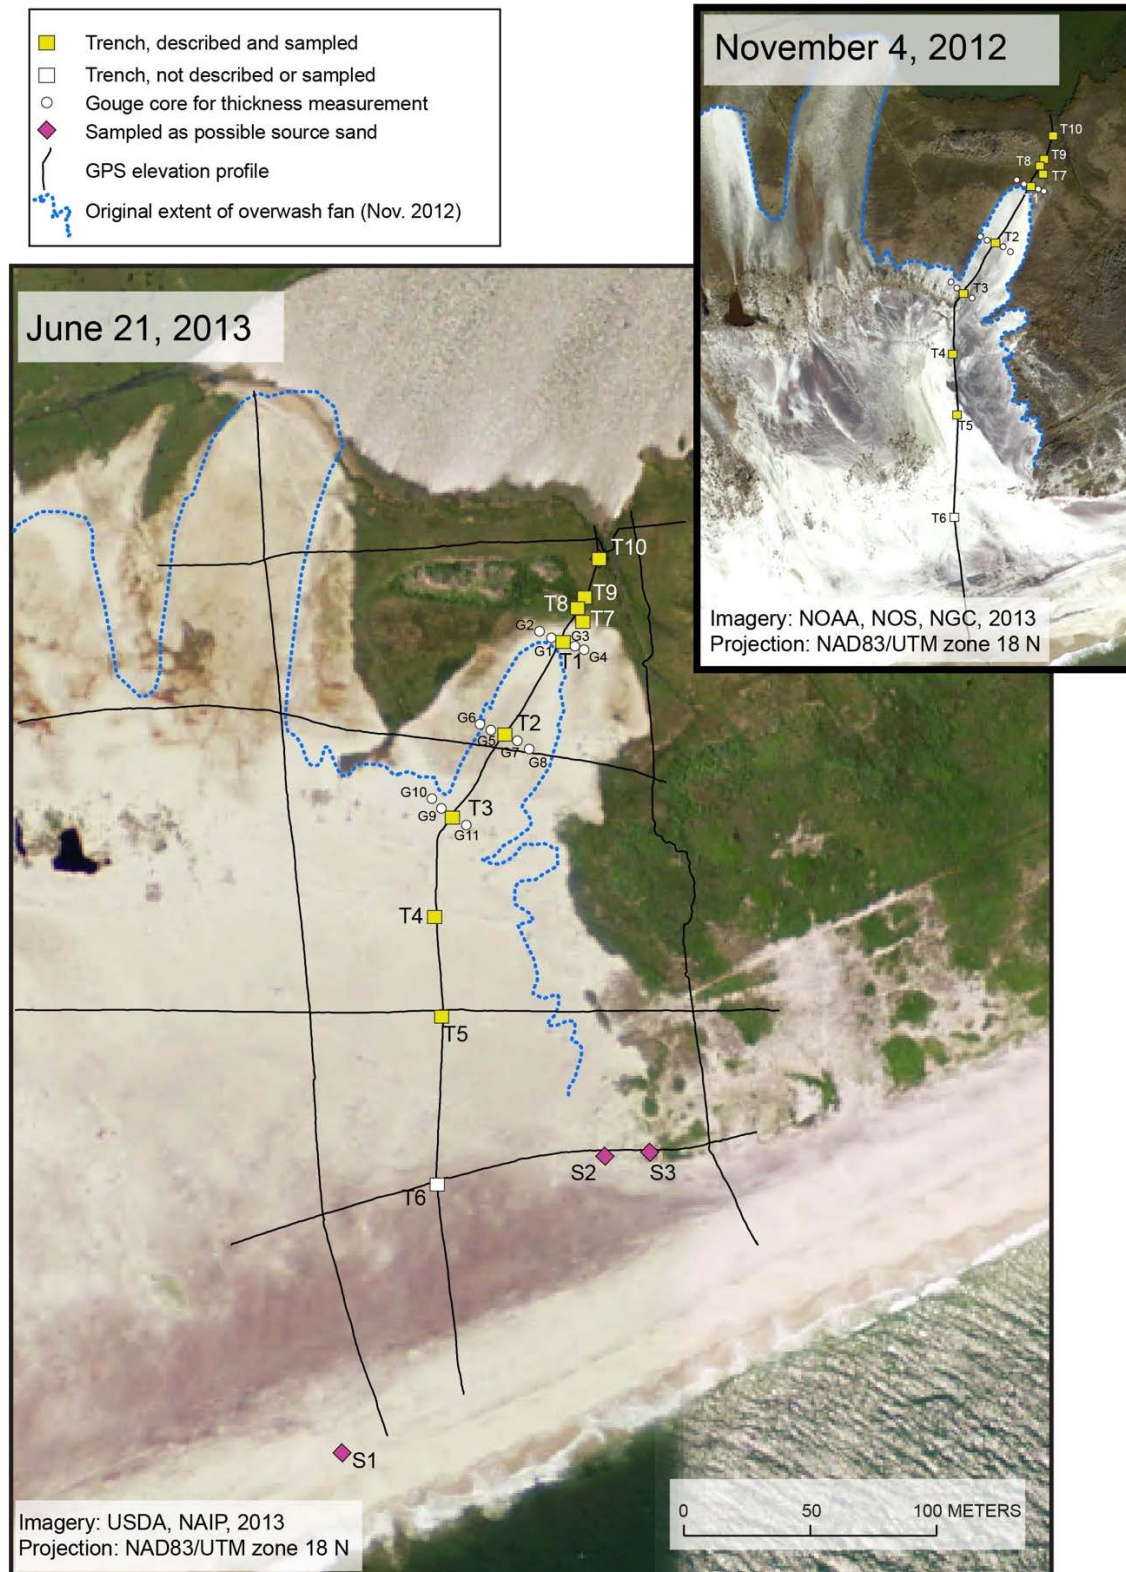 Trench, described and sampled
Trench, not described or sampled
Gouge core for thickness measurement
Sampled as possible source sand
GPS elevation profile
Original extent of overwash fan (Nov. 2012)
November 4, 2012
T10
T9
T8
T7
1
T2
T3
T4
T5
T6
Imagery: NOAA, NOS, NGC, 2013
Projection: NAD83/UTM zone 18 N
June 21, 2013
T10
T9
T8
T7
G2
G3
G1
T1
G4
G6
T2
G5
G7
G8
G10
G9
T3
G11
T4
T5
S2
S3
T6
S1
0 50 100 METERS
Imagery: USDA, NAIP, 2013
Projection: NAD83/UTM zone 18 N